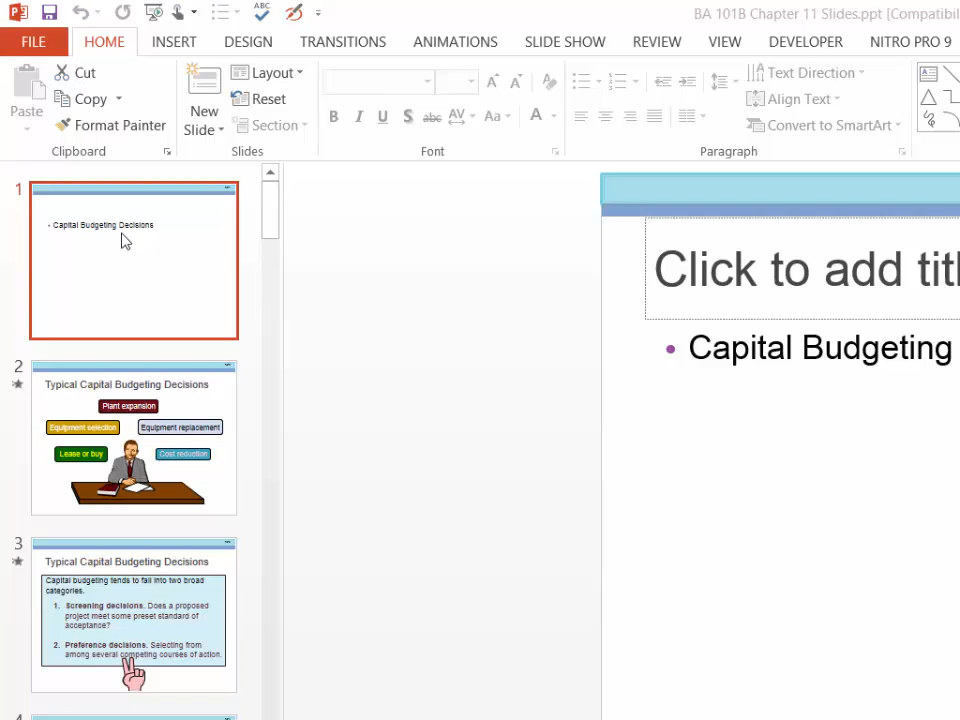 BA 101B Chapter 11 Slides.ppt [Compatibil
FILE HOME INSERT DESIGN TRANSITIONS ANIMATIONS SLIDE SHOW REVIEW VIEW DEVELOPER NITRO PRO 9
Paste
Cut
Copy
Format Painter
Clipboard
New
Slide
Layout
Reset
Section
Slides
B I U S abc AV Aa A
Font
Text Direction
Align Text
Convert to SmartArt
Paragraph
1
• Capital Budgeting Decisions
2
Typical Capital Budgeting Decisions
Plant expansion
Equipment selection
Equipment replacement
Lease or buy
Cost reduction
3
Typical Capital Budgeting Decisions
Capital budgeting tends to fall into two broad
categories.
1. Screening decisions. Does a proposed
project meet some preset standard of
acceptance?
2. Preference decisions. Selecting from
among several competing courses of action.
4
Click to add titl
• Capital Budgeting